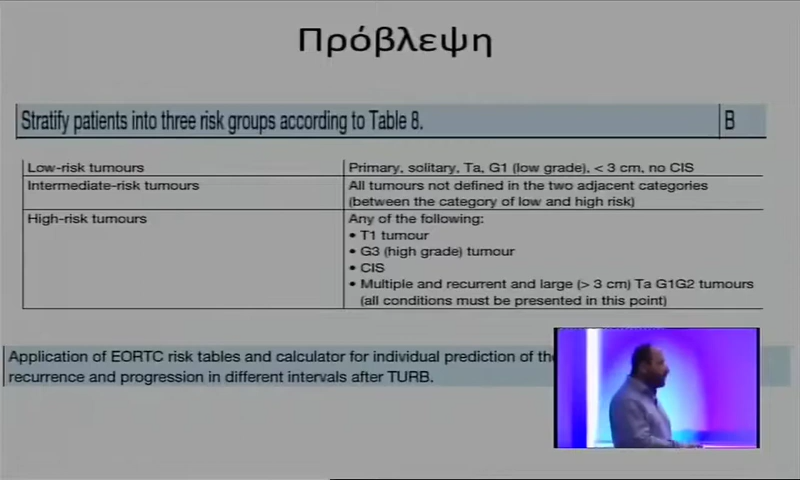 Πρόβλεψη
Stratify patients into three risk groups according to Table 8. B
Low-risk tumours Primary, solitary, Ta, G1 (low grade), < 3 cm, no CIS
Intermediate-risk tumours All tumours not defined in the two adjacent categories
(between the category of low and high risk)
High-risk tumours Any of the following:
• T1 tumour
• G3 (high grade) tumour
• CIS
• Multiple and recurrent and large (> 3 cm) Ta G1G2 tumours
(all conditions must be presented in this point)
Application of EORTC risk tables and calculator for individual prediction of the
recurrence and progression in different intervals after TURB.